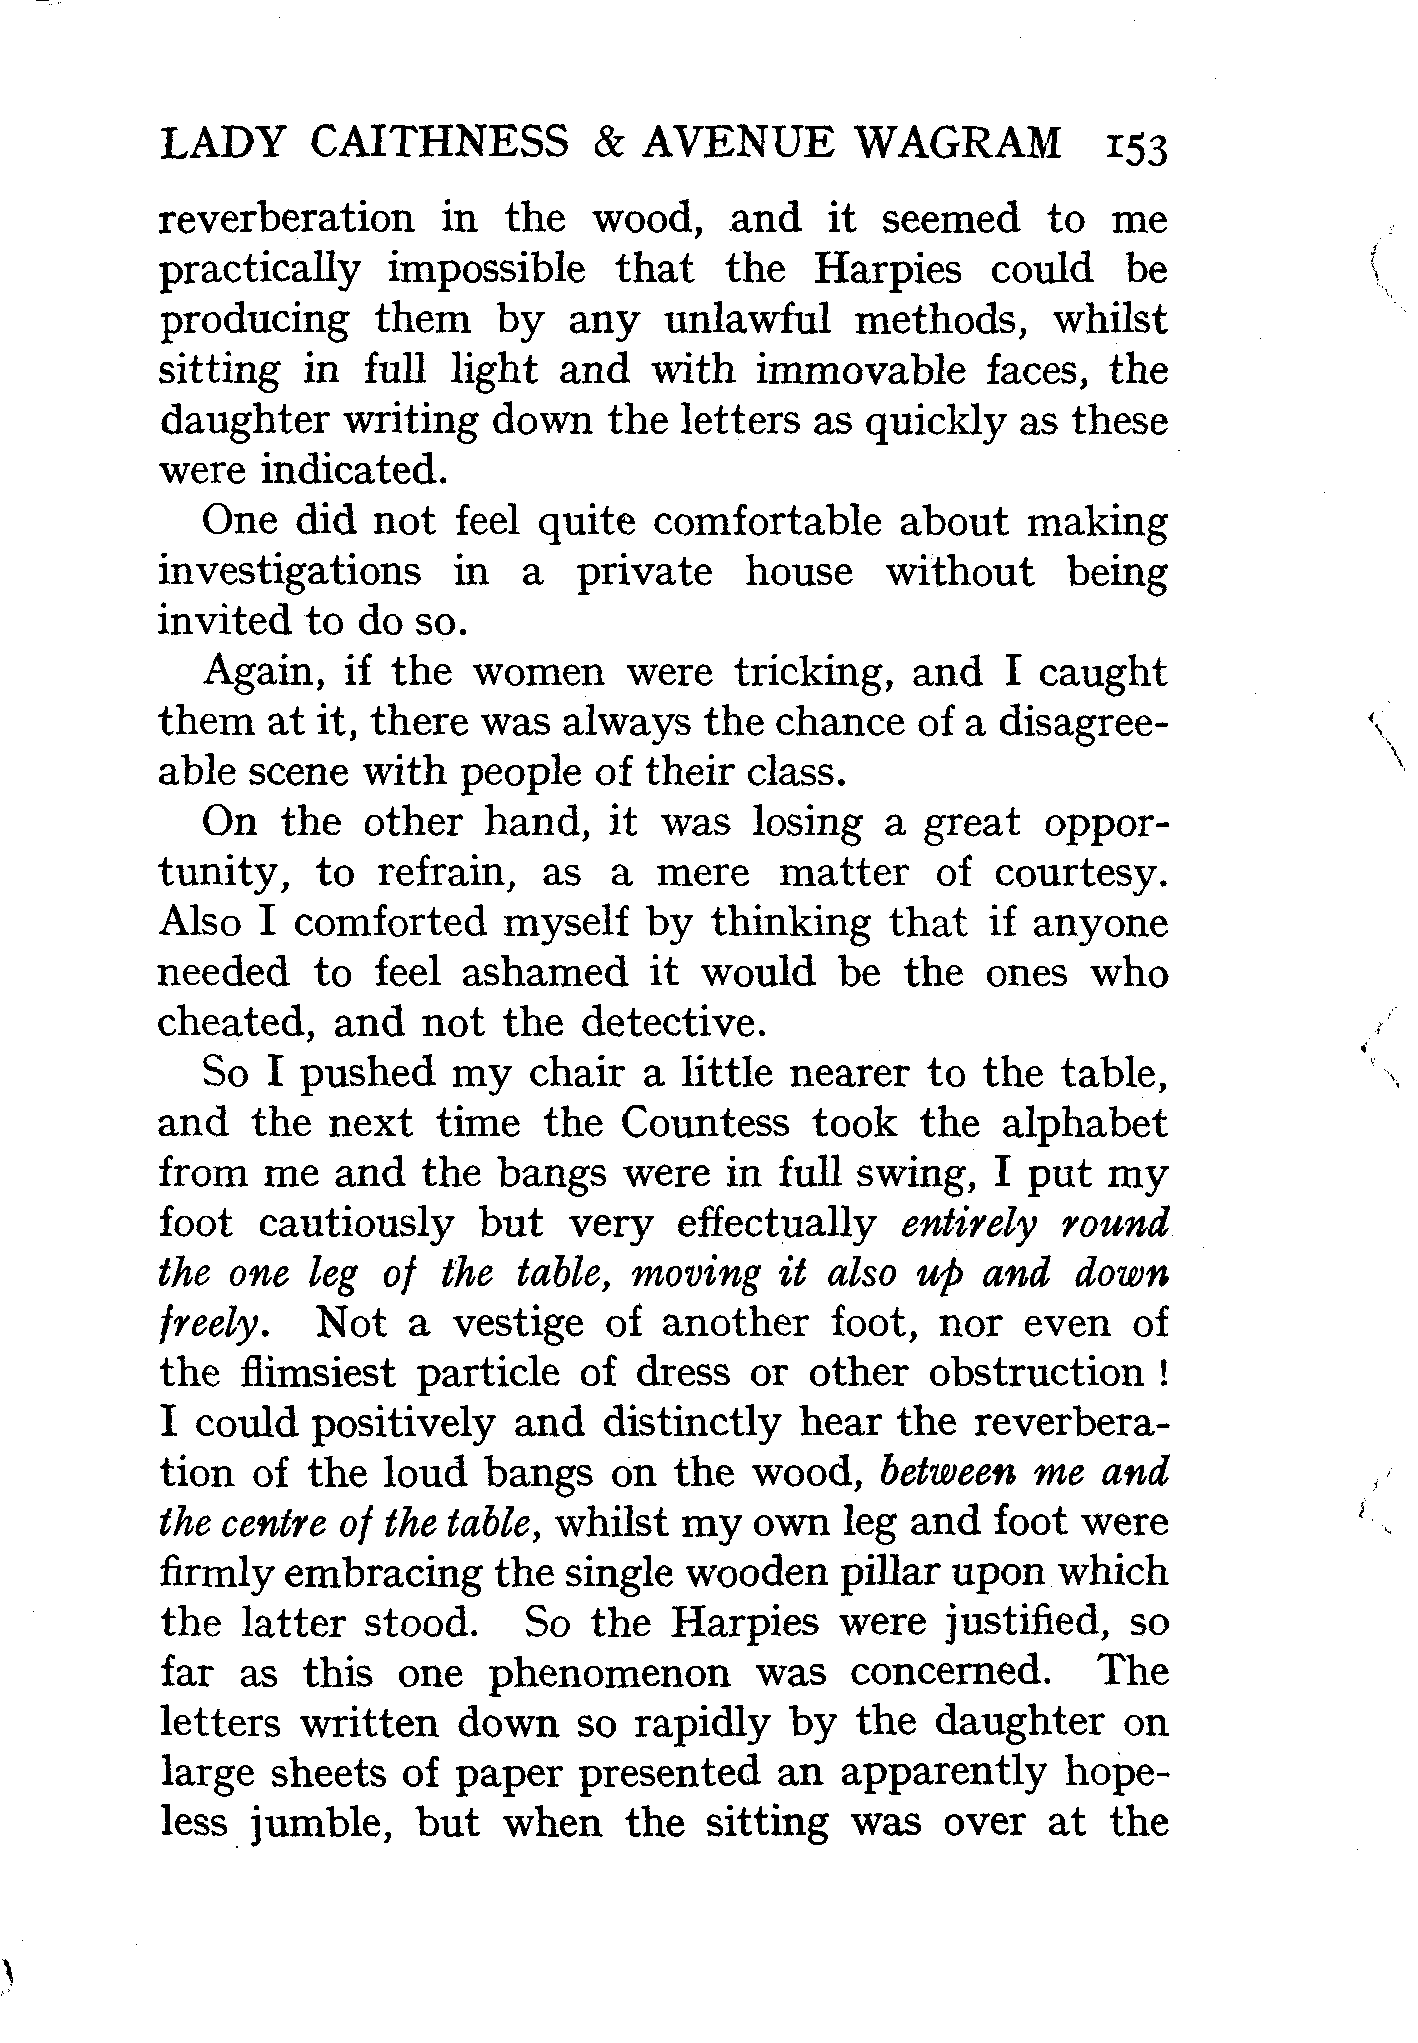 LADY CAITHNESS & AVENUE WAGRAM 153
reverberation in the wood, and it seemed to me
practically impossible that the Harpies could be
producing them by any unlawful methods, whilst
sitting in full light and with immovable faces, the
daughter writing down the letters as quickly as these
were indicated.
One did not feel quite comfortable about making
investigations in a private house without being
invited to do so.
Again, if the women were tricking, and I caught
them at it, there was always the chance of a disagree-
able scene with people of their class.
On the other hand, it was losing a great oppor-
tunity, to refrain, as a mere matter of courtesy.
Also I comforted myself by thinking that if anyone
needed to feel ashamed it would be the ones who
cheated, and not the detective.
So I pushed my chair a little nearer to the table,
and the next time the Countess took the alphabet
from me and the bangs were in full swing, I put my
foot cautiously but very effectually entirely round
the one leg of the table, moving it also up and down
freely. Not a vestige of another foot, nor even of
the flimsiest particle of dress or other obstruction !
I could positively and distinctly hear the reverbera-
tion of the loud bangs on the wood, between me and
the centre of the table, whilst my own leg and foot were
firmly embracing the single wooden pillar upon which
the latter stood. So the Harpies were justified, so
far as this one phenomenon was concerned. The
letters written down so rapidly by the daughter on
large sheets of paper presented an apparently hope-
less jumble, but when the sitting was over at the